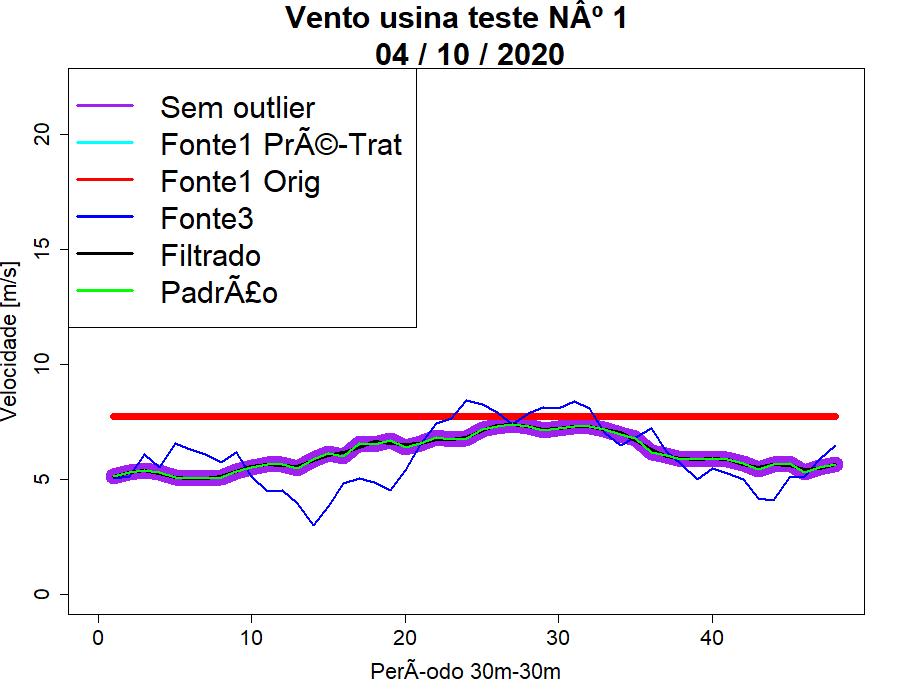 Vento usina teste NÂº 1
04 / 10 / 2020
Sem outlier
Fonte1 PrÃ©-Trat
Fonte1 Orig
Fonte3
Filtrado
PadrÃ£o
Velocidade [m/s]
20
15
10
5
0
0 10 20 30 40
PerÃ-odo 30m-30m